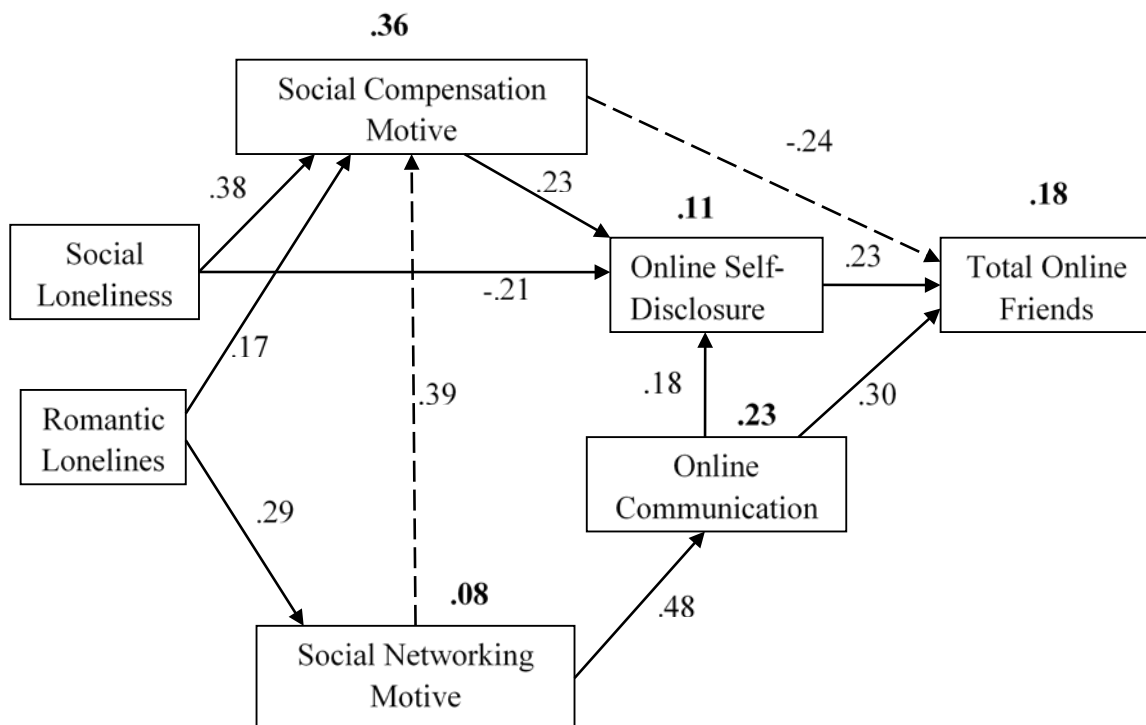 .36
Social Compensation
Motive
-.24
.38
.23
.11
.18
Social
Loneliness
Online Self-
Disclosure
.23
Total Online
Friends
-.21
.17
.39
.18
.30
Romantic
Lonelines
.23
Online
Communication
.29
.08
.48
Social Networking
Motive